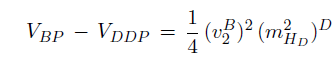 V_{BP} − V_{DDP} = \frac{1}{4} (v_2^B)^2 (m_{H_D}^2)^D